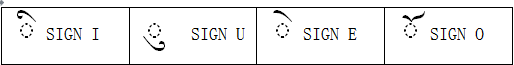 ◌ི SIGN I ◌ུ SIGN U ◌ེ SIGN E ◌ོ SIGN O